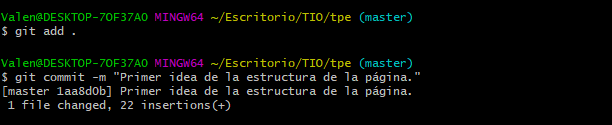 Valen@DESKTOP-7OF37AO MINGW64 ~/Escritorio/TIO/tpe (master)
$ git add .
Valen@DESKTOP-7OF37AO MINGW64 ~/Escritorio/TIO/tpe (master)
$ git commit -m "Primer idea de la estructura de la página."
[master 1aa8d0b] Primer idea de la estructura de la página.
 1 file changed, 22 insertions(+)